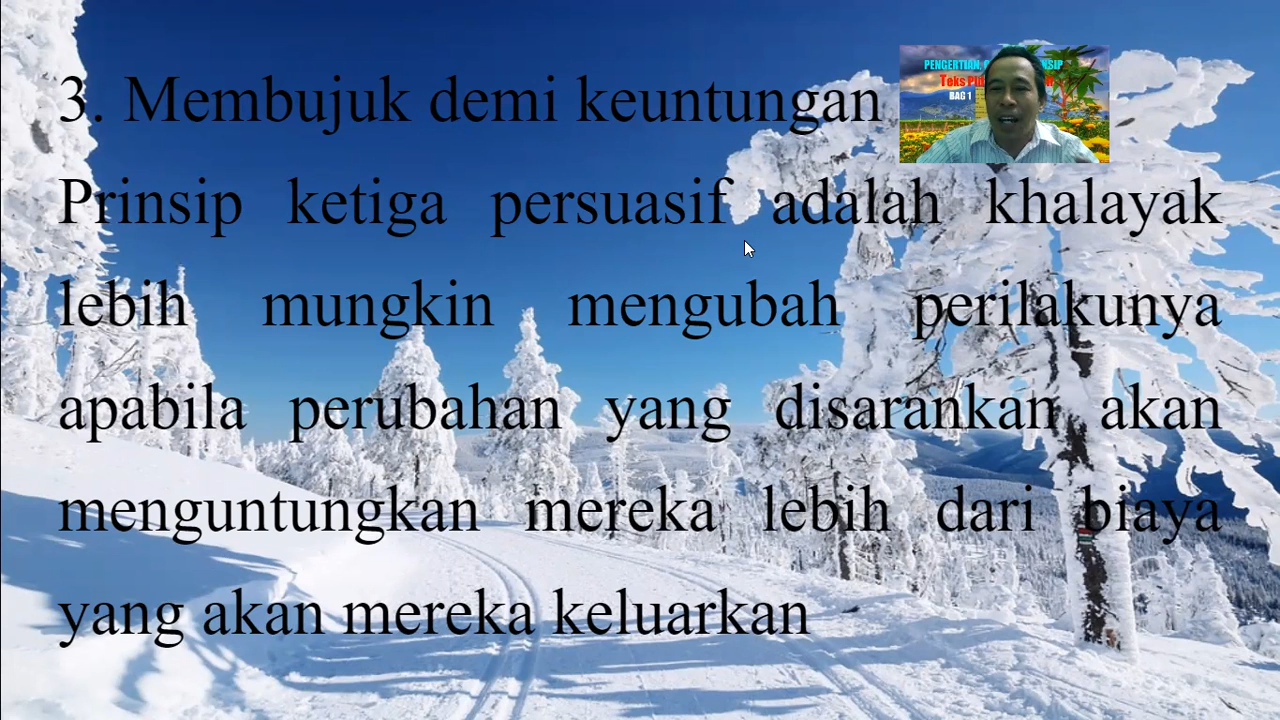 3. Membujuk demi keuntungan
PENGERTIAN,
BAG 1
Prinsip ketiga persuasif adalah khalayak
lebih mungkin mengubah perilakunya
apabila perubahan yang disarankan akan
menguntungkan mereka lebih dari biaya
yang akan mereka keluarkan